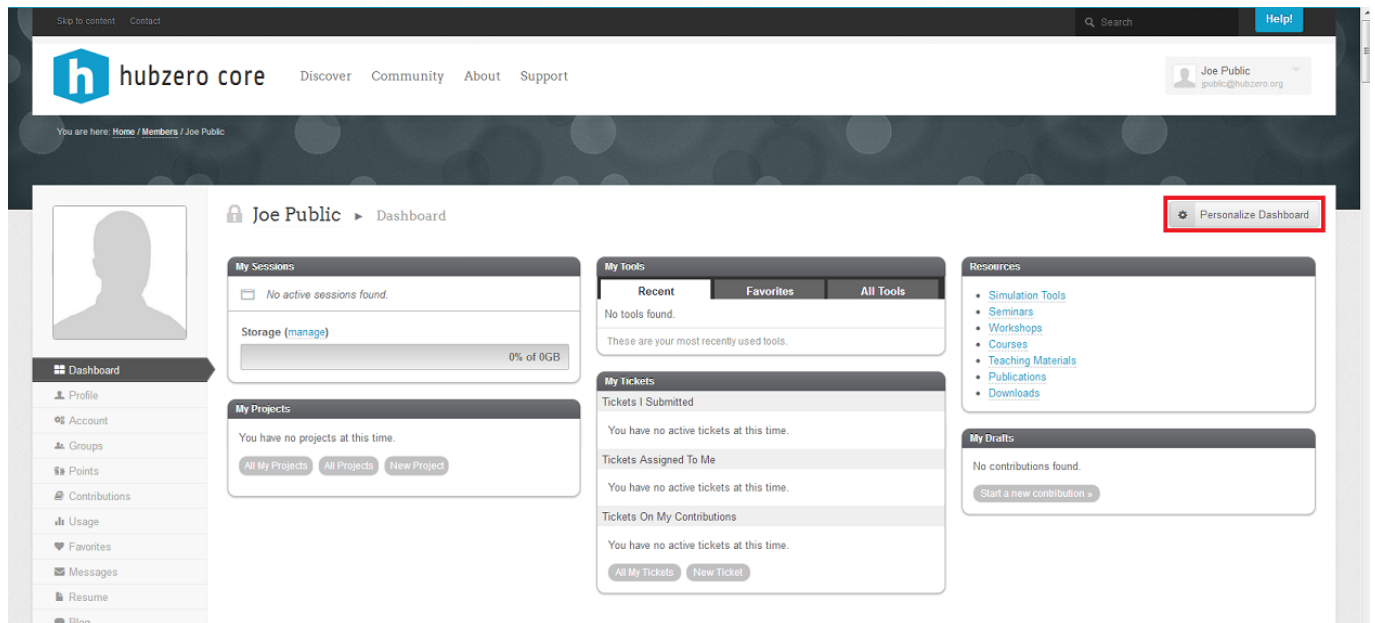 Skip to content Contact
Search
Help!
h hubzero core
Discover Community About Support
Joe Public
jpublic@hubzero.org
You are here: Home / Members / Joe Public
Joe Public ► Dashboard
Personalize Dashboard
Dashboard
Profile
Account
Groups
Points
Contributions
Usage
Favorites
Messages
Resume
Blog
My Sessions
No active sessions found.
Storage (manage)
0% of 0GB
My Projects
You have no projects at this time.
All My Projects All Projects New Project
My Tools
Recent Favorites All Tools
No tools found.
These are your most recently used tools.
My Tickets
Tickets I Submitted
You have no active tickets at this time.
Tickets Assigned To Me
You have no active tickets at this time.
Tickets On My Contributions
You have no active tickets at this time.
All My Tickets New Ticket
Resources
• Simulation Tools
• Seminars
• Workshops
• Courses
• Teaching Materials
• Publications
• Downloads
My Drafts
No contributions found.
Start a new contribution »